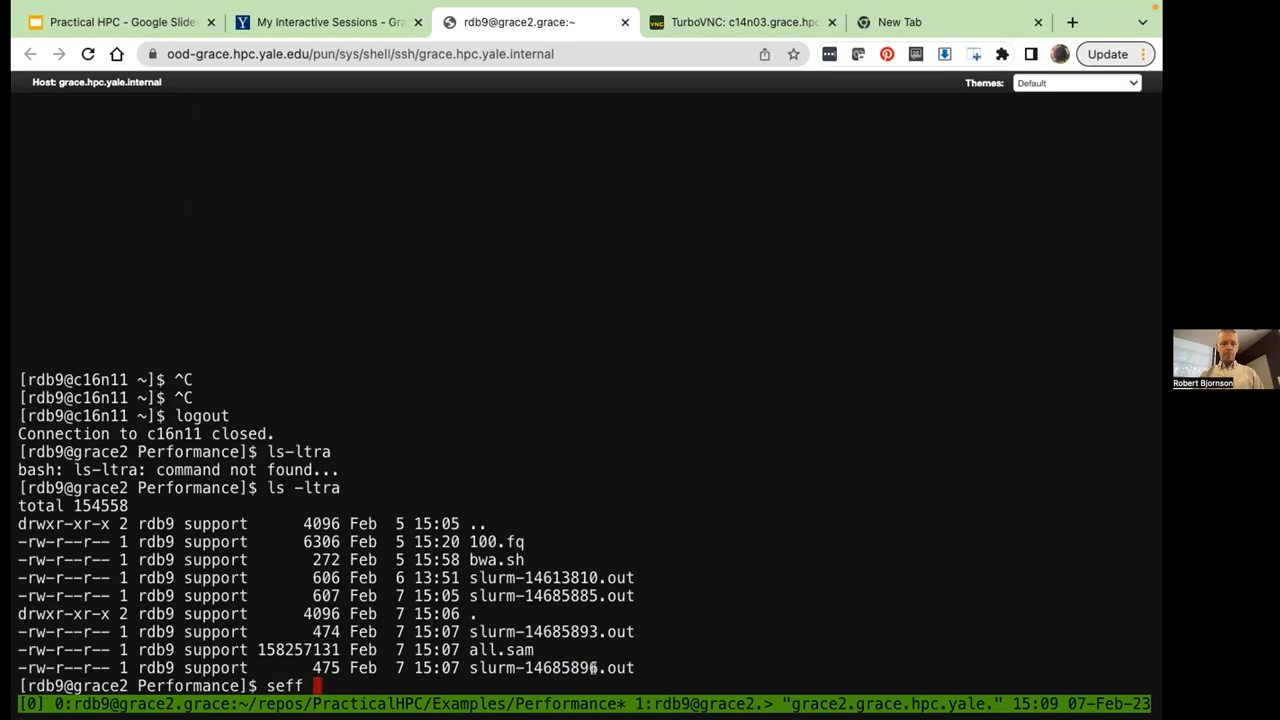 Practical HPC - Google Slides
My Interactive Sessions - Gra
rdb9@grace2.grace:~
TurboVNC: c14n03.grace.hpc
New Tab
ood-grace.hpc.yale.edu/pun/sys/shell/ssh/grace.hpc.yale.internal
Update
Host: grace.hpc.yale.internal
Themes:
Default
[rdb9@c16n11 ~]$ ^C
[rdb9@c16n11 ~]$ ^C
[rdb9@c16n11 ~]$ logout
Connection to c16n11 closed.
[rdb9@grace2 Performance]$ ls-ltra
bash: ls-ltra: command not found...
[rdb9@grace2 Performance]$ ls -ltra
total 154558
drwxr-xr-x 2 rdb9 support 4096 Feb 5 15:05 ..
-rw-r--r-- 1 rdb9 support 6306 Feb 5 15:20 100.fq
-rw-r--r-- 1 rdb9 support 272 Feb 5 15:58 bwa.sh
-rw-r--r-- 1 rdb9 support 606 Feb 6 13:51 slurm-14613810.out
-rw-r--r-- 1 rdb9 support 607 Feb 7 15:05 slurm-14685885.out
drwxr-xr-x 2 rdb9 support 4096 Feb 7 15:06 .
-rw-r--r-- 1 rdb9 support 474 Feb 7 15:07 slurm-14685893.out
-rw-r--r-- 1 rdb9 support 158257131 Feb 7 15:07 all.sam
-rw-r--r-- 1 rdb9 support 475 Feb 7 15:07 slurm-14685896.out
[rdb9@grace2 Performance]$ seff
[0] 0:rdb9@grace2.grace:~/repos/PracticalHPC/Examples/Performance* 1:rdb9@grace2.> "grace2.grace.hpc.yale." 15:09 07-Feb-23
Robert Bjornson